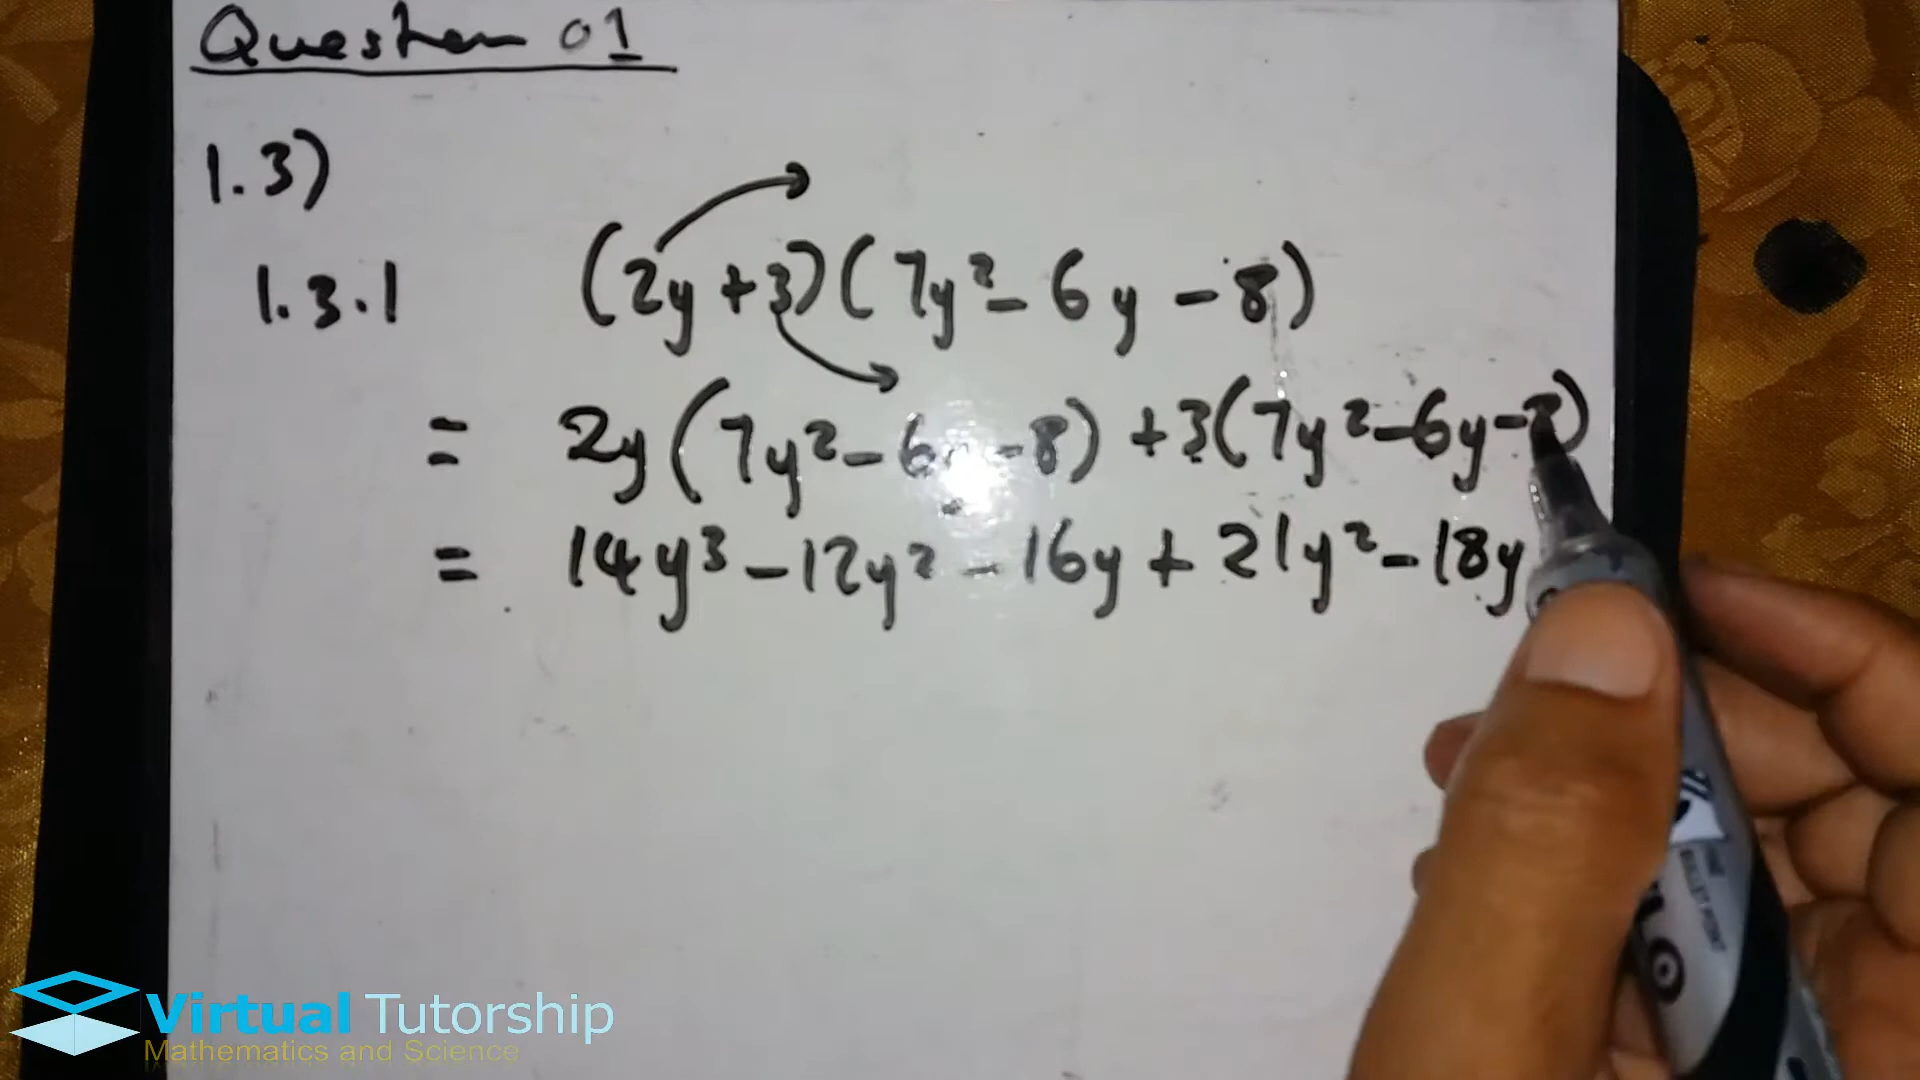 Question 01
1.3)
1.3.1 (2y+3)(7y²-6y-8)
= 2y(7y²-6y-8) +3(7y²-6y-8)
= 14y³-12y²-16y+21y²-18y
Virtual Tutorship
Mathematics and Science